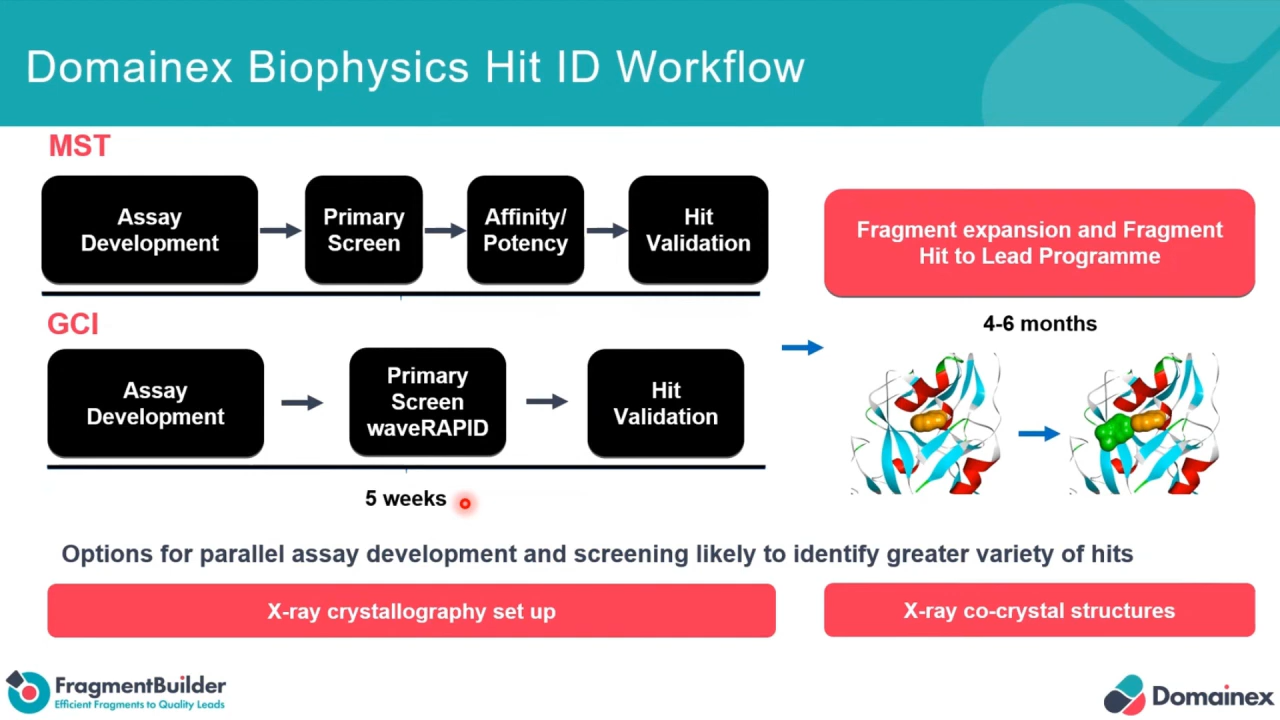 Domainex Biophysics Hit ID Workflow
MST
Assay
Development
Primary
Screen
Affinity/
Potency
Hit
Validation
Fragment expansion and Fragment
Hit to Lead Programme
4-6 months
GCI
Assay
Development
Primary
Screen
waveRAPID
Hit
Validation
5 weeks
Options for parallel assay development and screening likely to identify greater variety of hits
X-ray crystallography set up
X-ray co-crystal structures
FragmentBuilder
Efficient Fragments to Quality Leads
Domainex